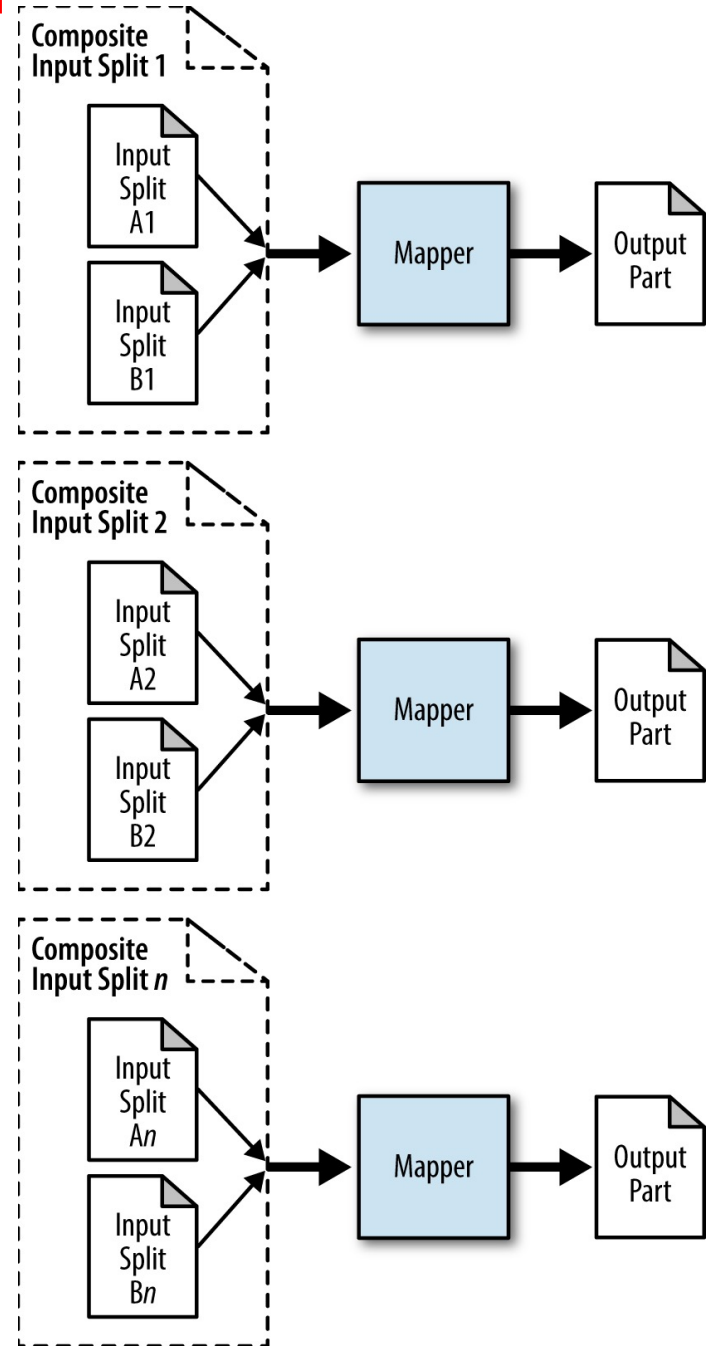 Composite
Input Split 1
Input
Split
A1
Input
Split
B1
Mapper
Output
Part
Composite
Input Split 2
Input
Split
A2
Input
Split
B2
Mapper
Output
Part
Composite
Input Split n
Input
Split
An
Input
Split
Bn
Mapper
Output
Part